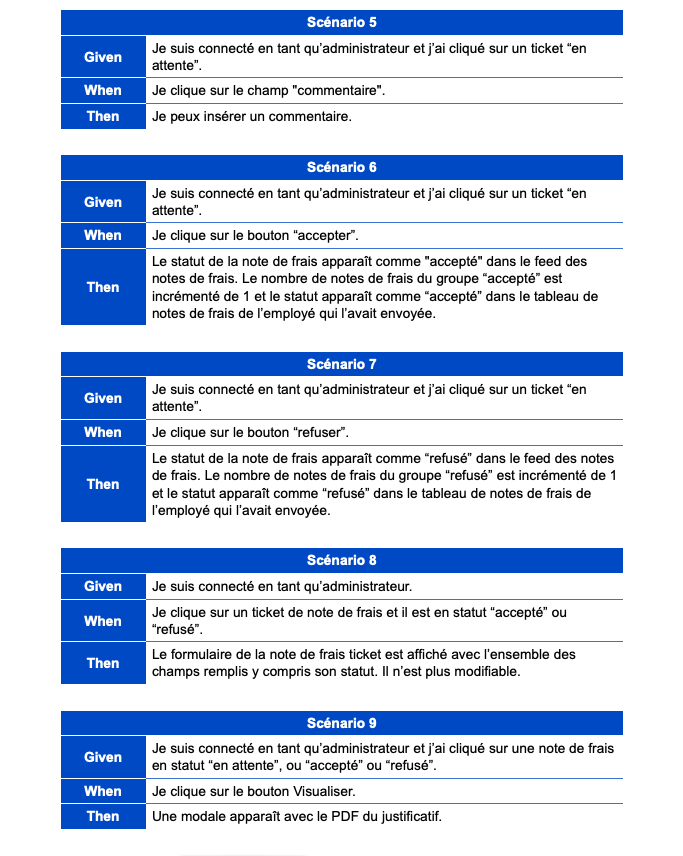 Scénario 5
Given
Je suis connecté en tant qu’administrateur et j’ai cliqué sur un ticket “en
attente”.
When
Je clique sur le champ "commentaire".
Then
Je peux insérer un commentaire.
Scénario 6
Given
Je suis connecté en tant qu’administrateur et j’ai cliqué sur un ticket “en
attente”.
When
Je clique sur le bouton “accepter”.
Then
Le statut de la note de frais apparaît comme "accepté" dans le feed des
notes de frais. Le nombre de notes de frais du groupe “accepté” est
incrémenté de 1 et le statut apparaît comme “accepté” dans le tableau de
notes de frais de l’employé qui l’avait envoyée.
Scénario 7
Given
Je suis connecté en tant qu’administrateur et j’ai cliqué sur un ticket “en
attente”.
When
Je clique sur le bouton “refuser”.
Then
Le statut de la note de frais apparaît comme “refusé” dans le feed des notes
de frais. Le nombre de notes de frais du groupe “refusé” est incrémenté de 1
et le statut apparaît comme “refusé” dans le tableau de notes de frais de
l’employé qui l’avait envoyée.
Scénario 8
Given
Je suis connecté en tant qu’administrateur.
When
Je clique sur un ticket de note de frais et il est en statut “accepté” ou
“refusé”.
Then
Le formulaire de la note de frais ticket est affiché avec l’ensemble des
champs remplis y compris son statut. Il n’est plus modifiable.
Scénario 9
Given
Je suis connecté en tant qu’administrateur et j’ai cliqué sur une note de frais
en statut “en attente”, ou “accepté” ou “refusé”.
When
Je clique sur le bouton Visualiser.
Then
Une modale apparaît avec le PDF du justificatif.